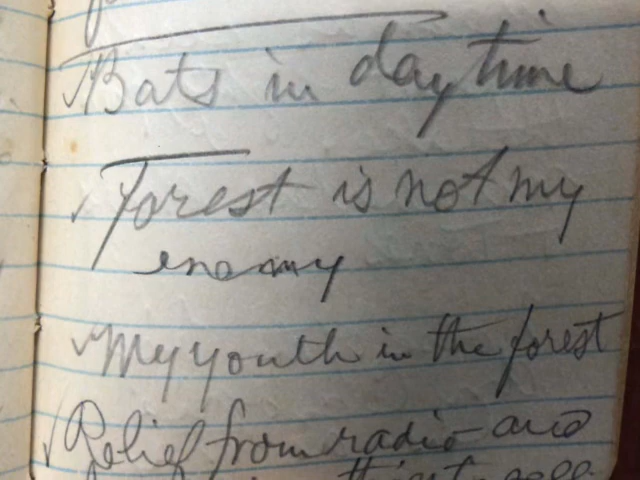 Bats in daytime
Forest is not my
enemy
My youth in the forest
Relief from radio and